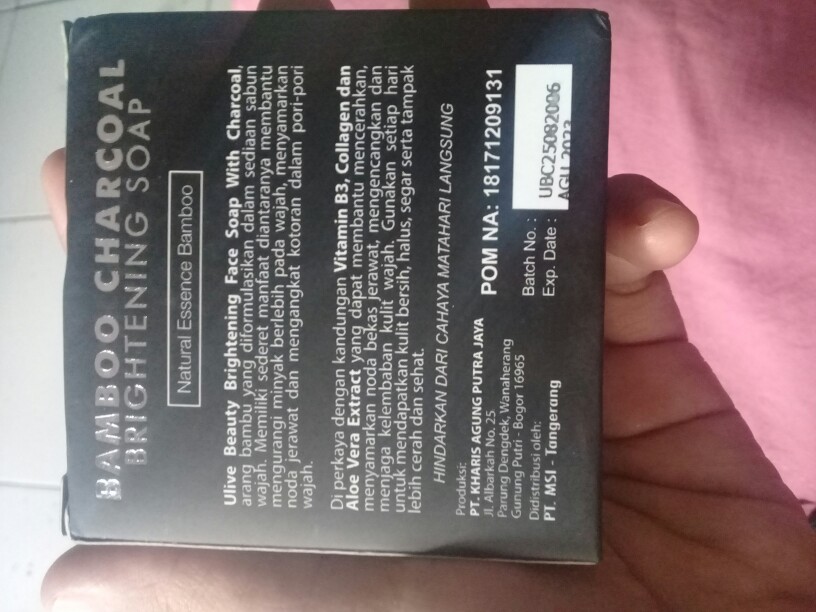 BAMBOO CHARCOAL
BRIGHTENING SOAP
Natural Essence Bamboo
Ulive Beauty Brightening Face Soap With Charcoal,
arang bambu yang diformulasikan dalam sediaan sabun
wajah. Memiliki sederet manfaat diantaranya membantu
mengurangi minyak berlebih pada wajah, menyamarkan
noda jerawat dan mengangkat kotoran dalam pori-pori
wajah.
Di perkaya dengan kandungan Vitamin B3, Collagen dan
Aloe Vera Extract yang dapat membantu mencerahkan,
menyamarkan noda bekas jerawat, mengencangkan dan
menjaga kelembaban kulit wajah. Gunakan setiap hari
untuk mendapatkan kulit bersih, halus, segar serta tampak
lebih cerah dan sehat.
HINDARKAN DARI CAHAYA MATAHARI LANGSUNG
Produksi:
PT. KHARIS AGUNG PUTRA JAYA
Jl. Albarkah No. 25
Parung Dengdek, Wanaherang
Gunung Putri - Bogor 16965
Didistribusi oleh:
PT. MSI - Tangerang
POM NA: 18171209131
Batch No. : UBC25082006
Exp. Date : AGU 2023